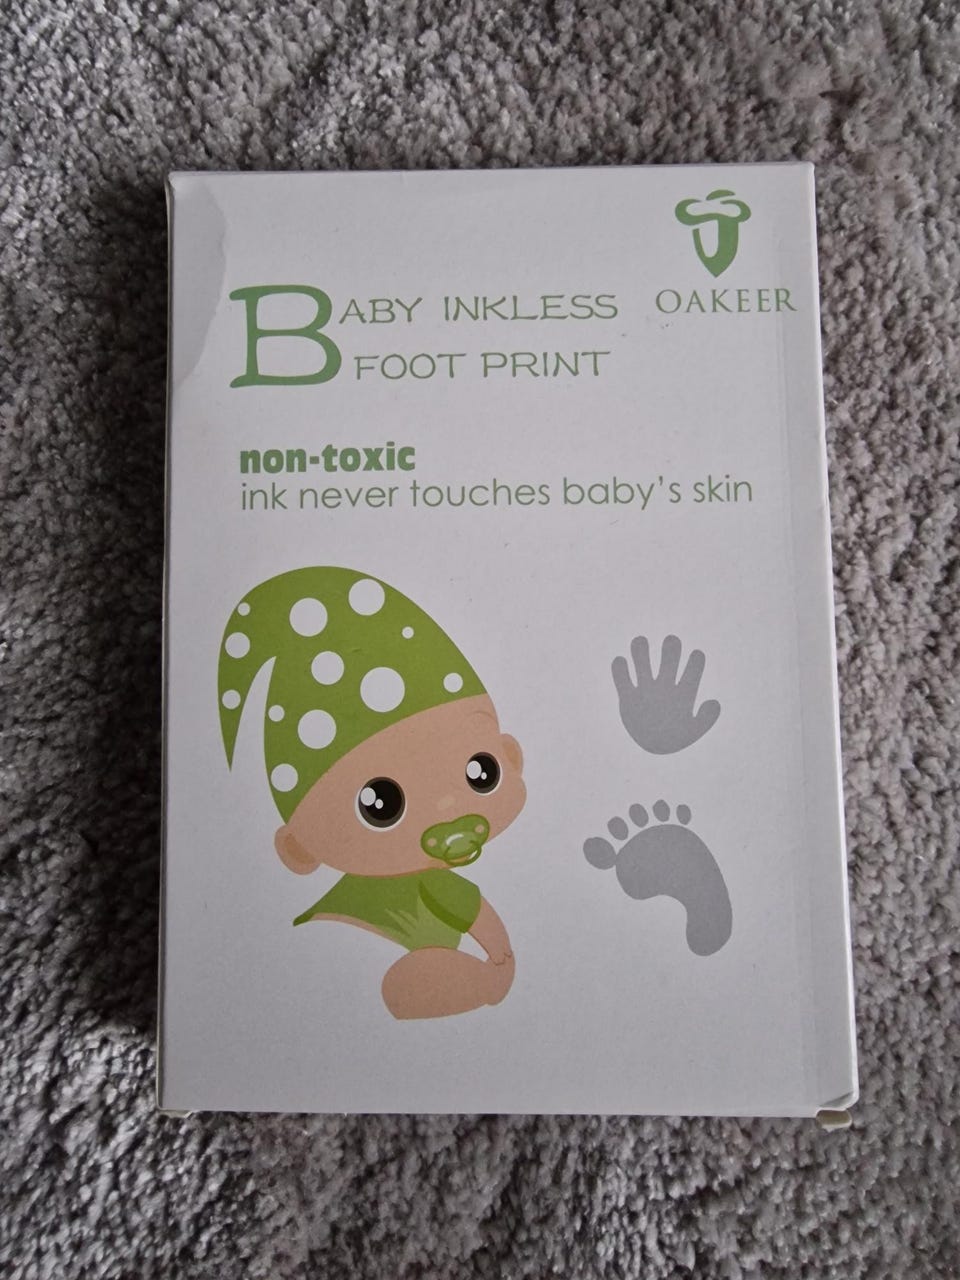 OAKEER
BABY INKLESS
FOOT PRINT
non-toxic
ink never touches baby's skin